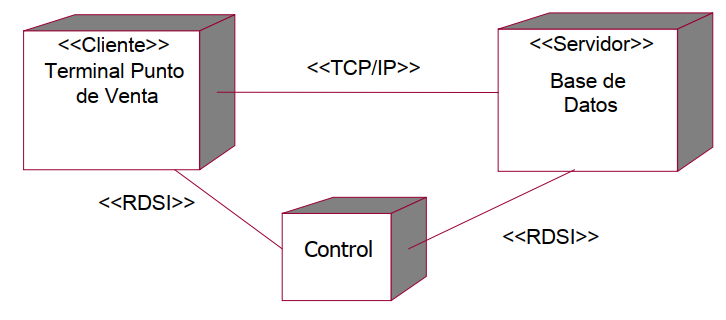 <<Cliente>>
Terminal Punto
de Venta
<<TCP/IP>>
<<Servidor>>
Base de
Datos
<<RDSI>>
Control
<<RDSI>>